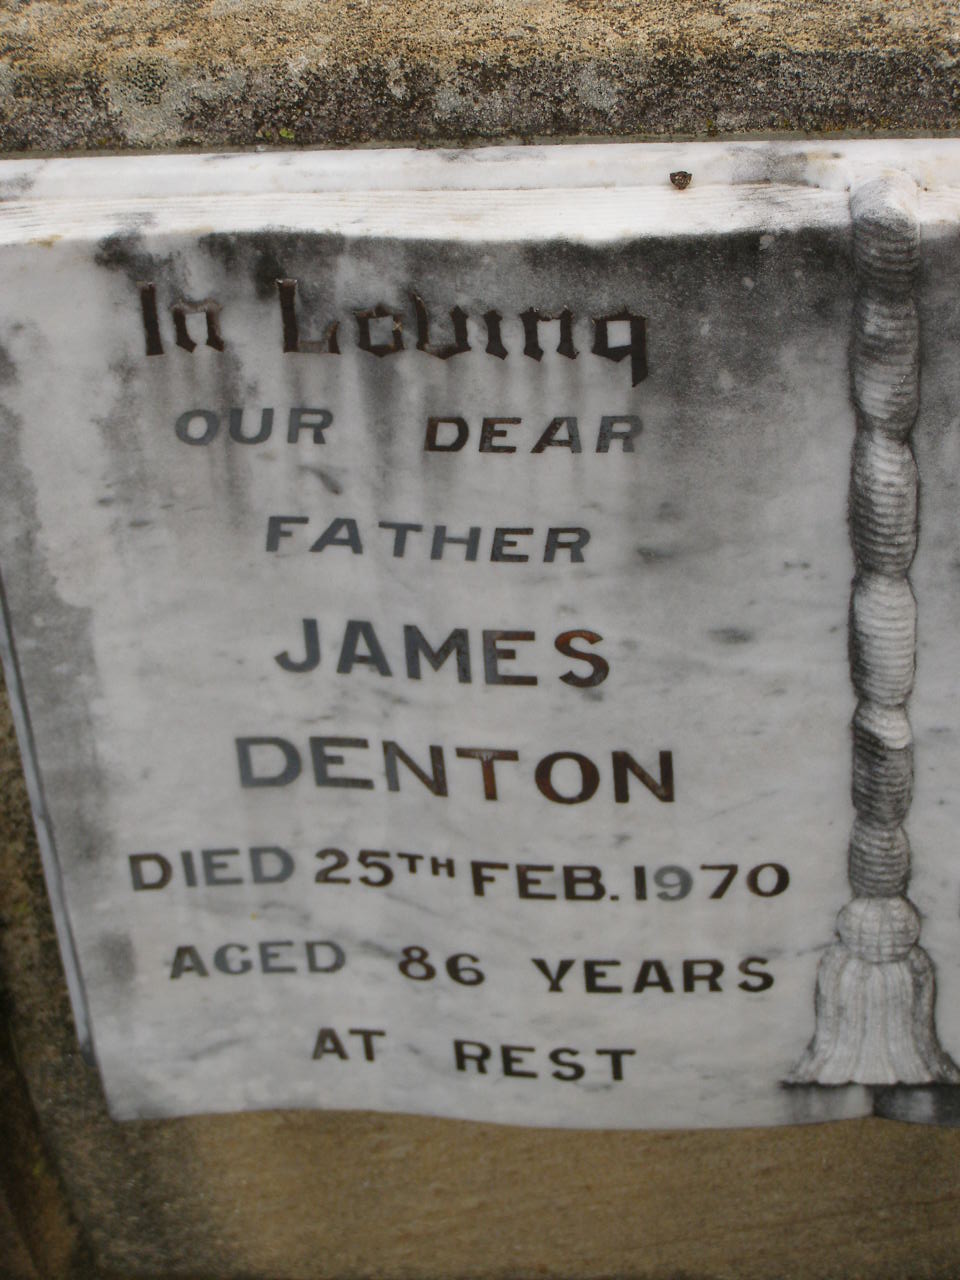 In Loving
OUR DEAR
FATHER
JAMES
DENTON
DIED 25TH FEB. 1970
AGED 86 YEARS
AT REST